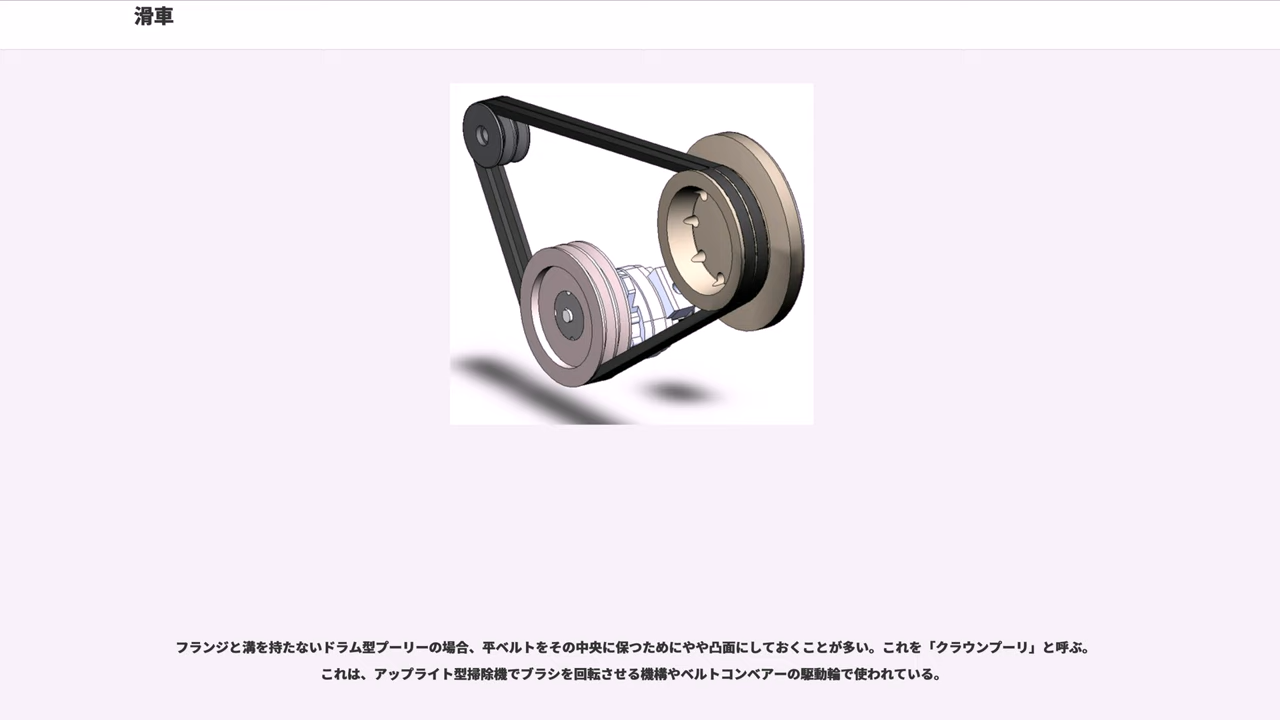 滑車
フランジと溝を持たないドラム型プーリーの場合、平ベルトをその中央に保つためにやや凸面にしておくことが多い。これを「クラウンプーリ」と呼ぶ。
これは、アップライト型掃除機でブラシを回転させる機構やベルトコンベアーの駆動輪で使われている。